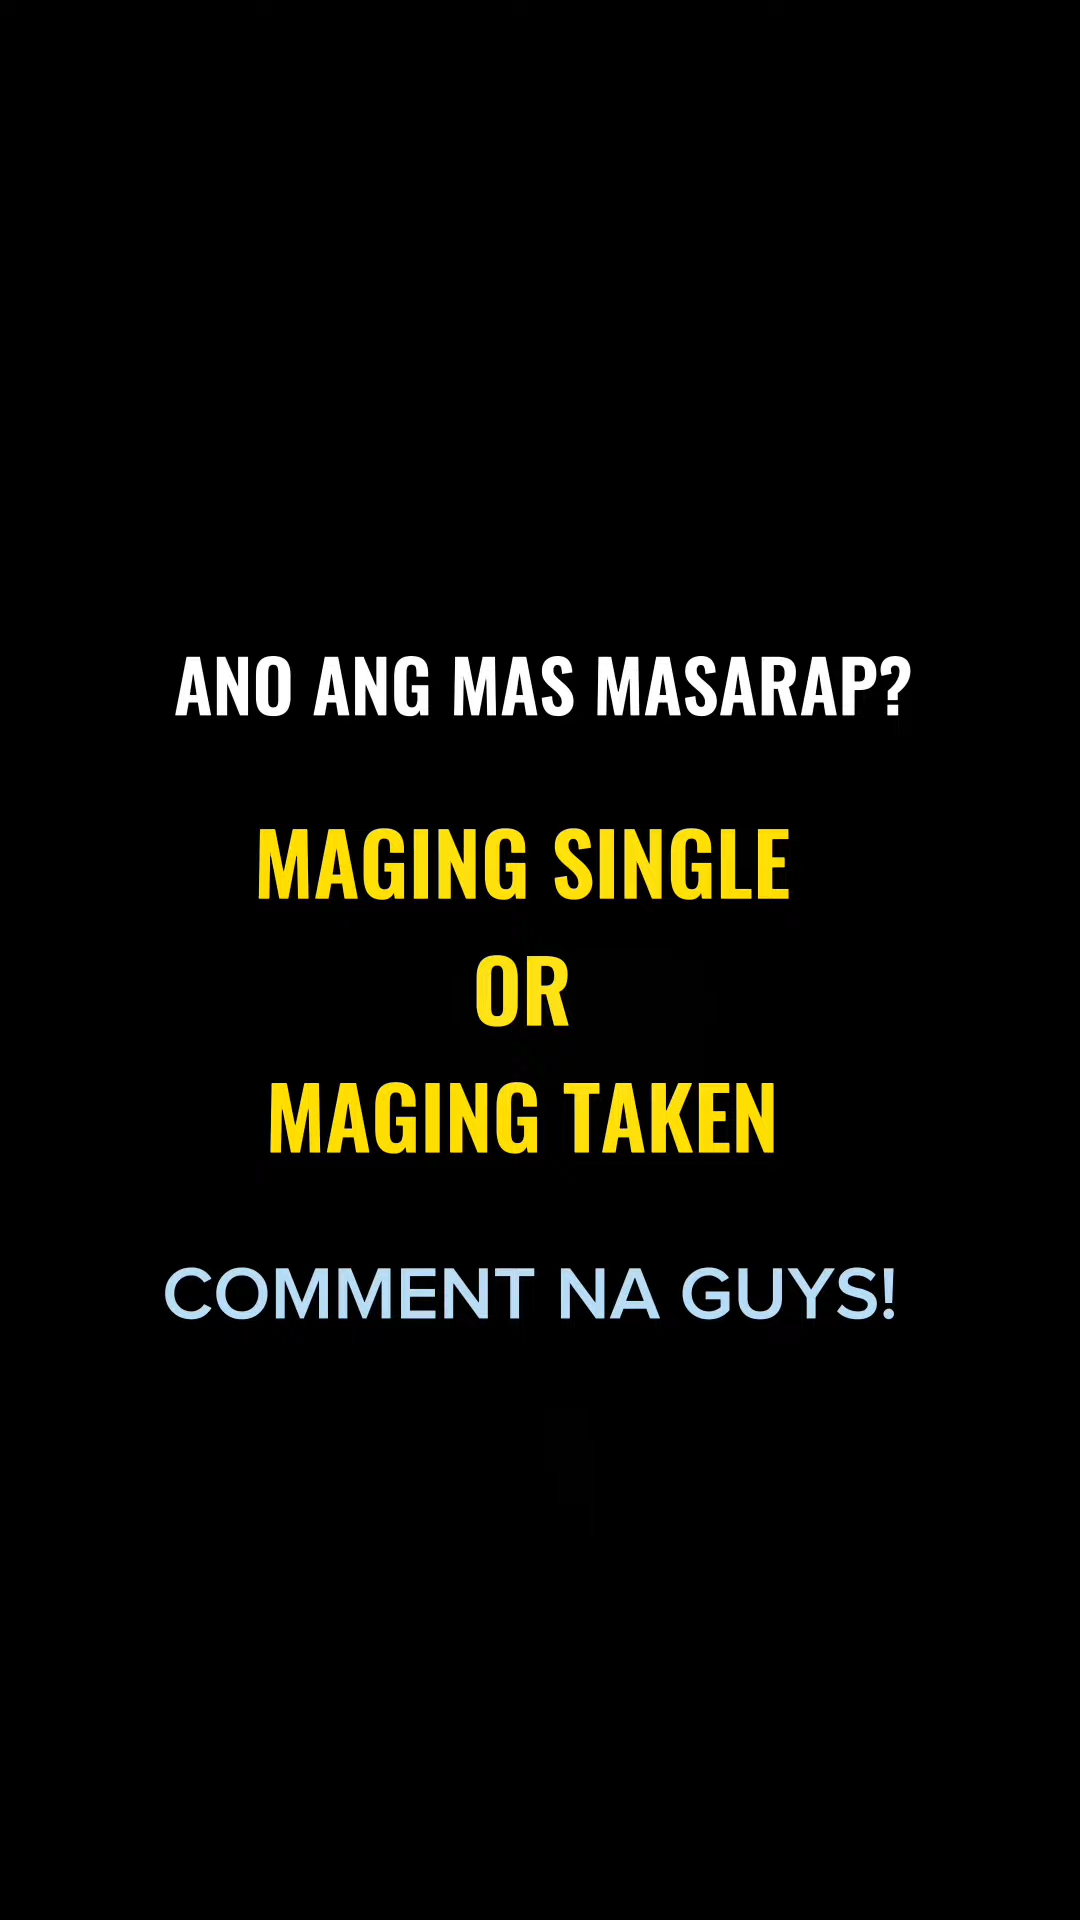 ANO ANG MAS MASARAP?
MAGING SINGLE
OR
MAGING TAKEN
COMMENT NA GUYS!